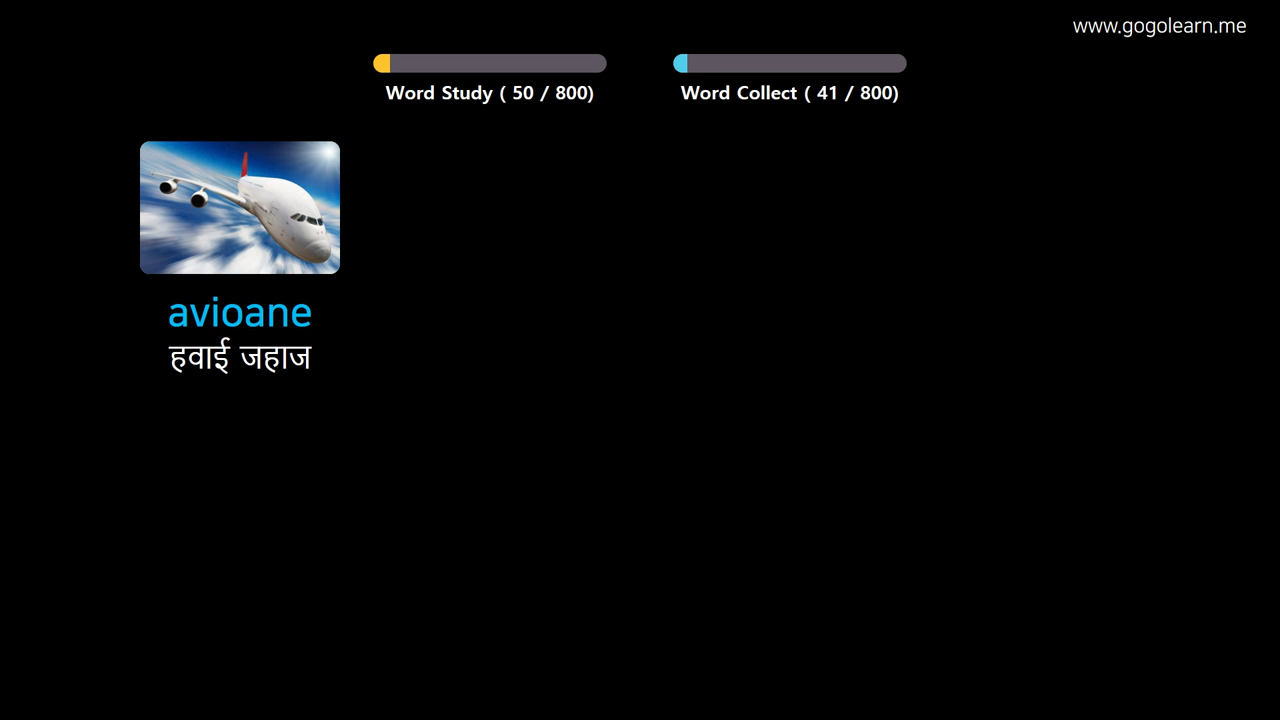 www.gogolearn.me
Word Study ( 50 / 800)
Word Collect ( 41 / 800)
avioane
हवाई जहाज